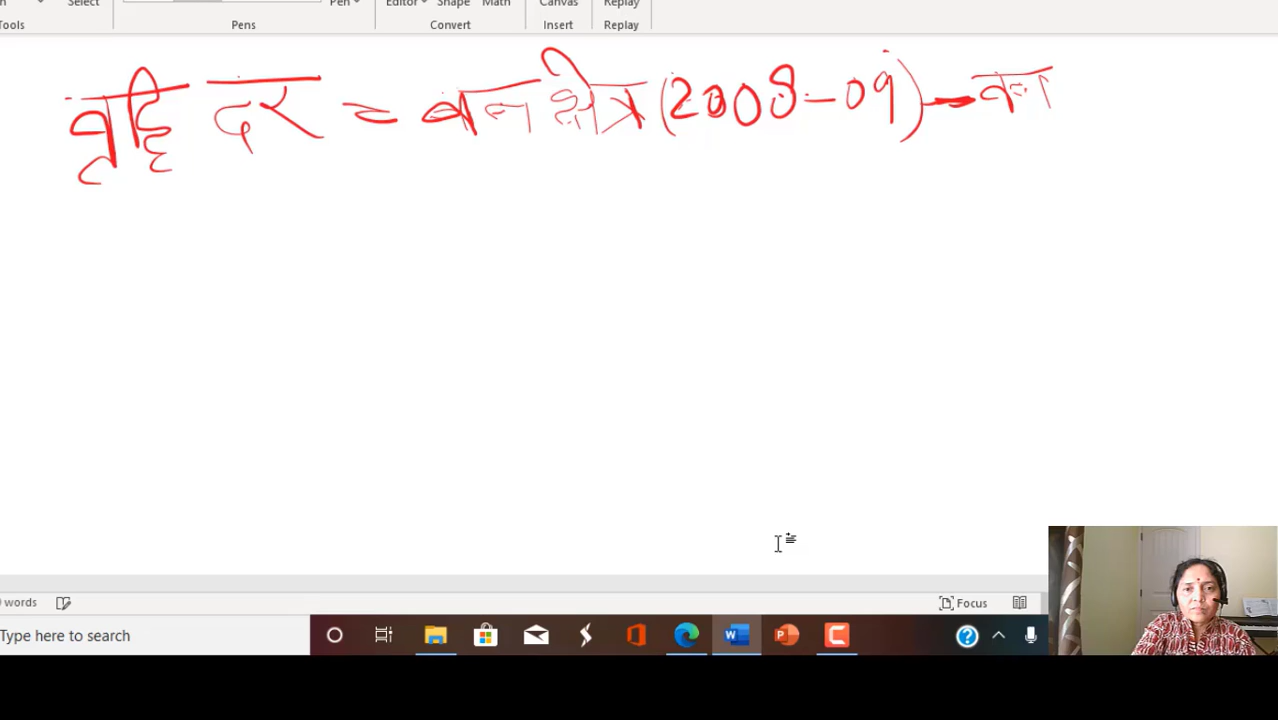 Pen Editor Shape Math Canvas Replay
Tools Select Pens Convert Insert Replay
वृद्दि दर = वन क्षेत्र (2008-09) - वन
words Focus
Type here to search